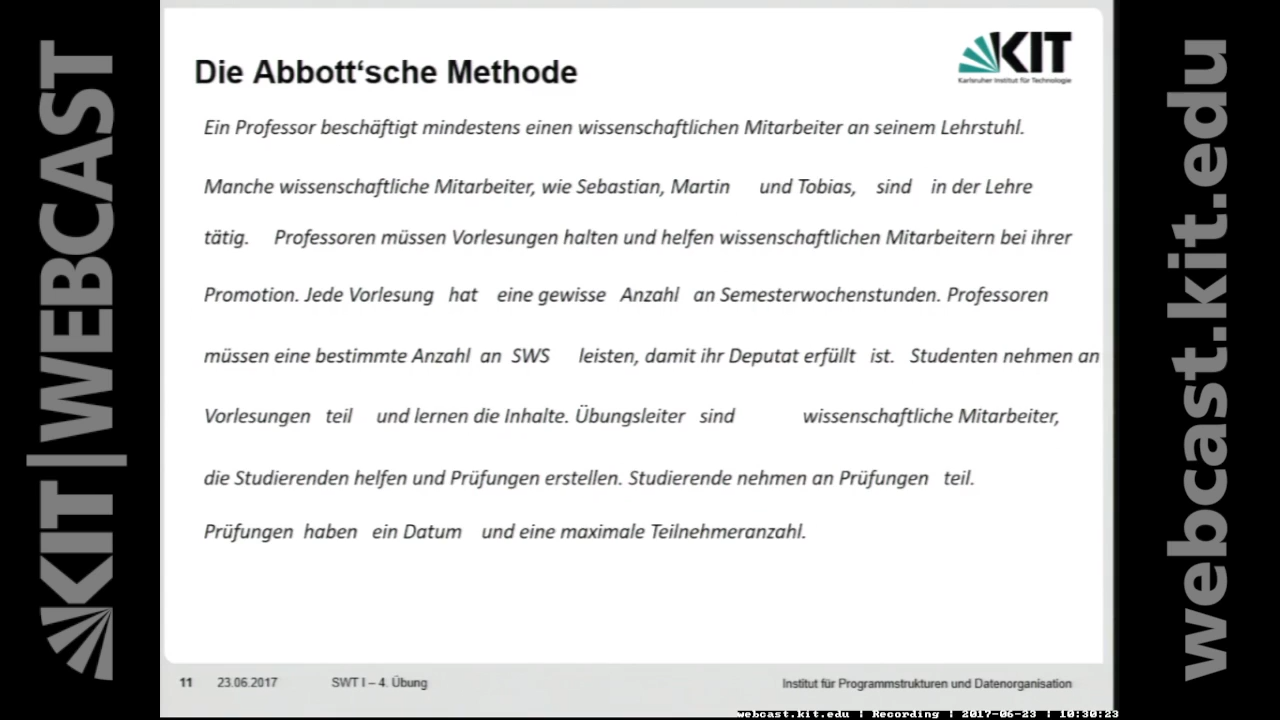 KIT | WEBCAST
Die Abbott‘sche Methode
KIT
Karlsruher Institut für Technologie
Ein Professor beschäftigt mindestens einen wissenschaftlichen Mitarbeiter an seinem Lehrstuhl.
Manche wissenschaftliche Mitarbeiter, wie Sebastian, Martin und Tobias, sind in der Lehre
tätig. Professoren müssen Vorlesungen halten und helfen wissenschaftlichen Mitarbeitern bei ihrer
Promotion. Jede Vorlesung hat eine gewisse Anzahl an Semesterwochenstunden. Professoren
müssen eine bestimmte Anzahl an SWS leisten, damit ihr Deputat erfüllt ist. Studenten nehmen an
Vorlesungen teil und lernen die Inhalte. Übungsleiter sind wissenschaftliche Mitarbeiter,
die Studierenden helfen und Prüfungen erstellen. Studierende nehmen an Prüfungen teil.
Prüfungen haben ein Datum und eine maximale Teilnehmeranzahl.
11 23.06.2017 SWT I – 4. Übung Institut für Programmstrukturen und Datenorganisation
webcast.kit.edu | Recording | 2017-06-23 | 10:30:23
webcast.kit.edu